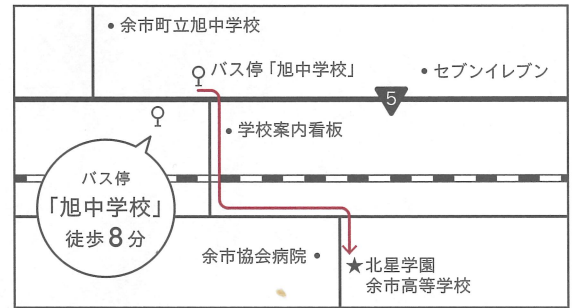 余市町立旭中学校
バス停「旭中学校」
セブンイレブン
5
学校案内看板
バス停
「旭中学校」
徒歩8分
余市協会病院
★北星学園
余市高等学校